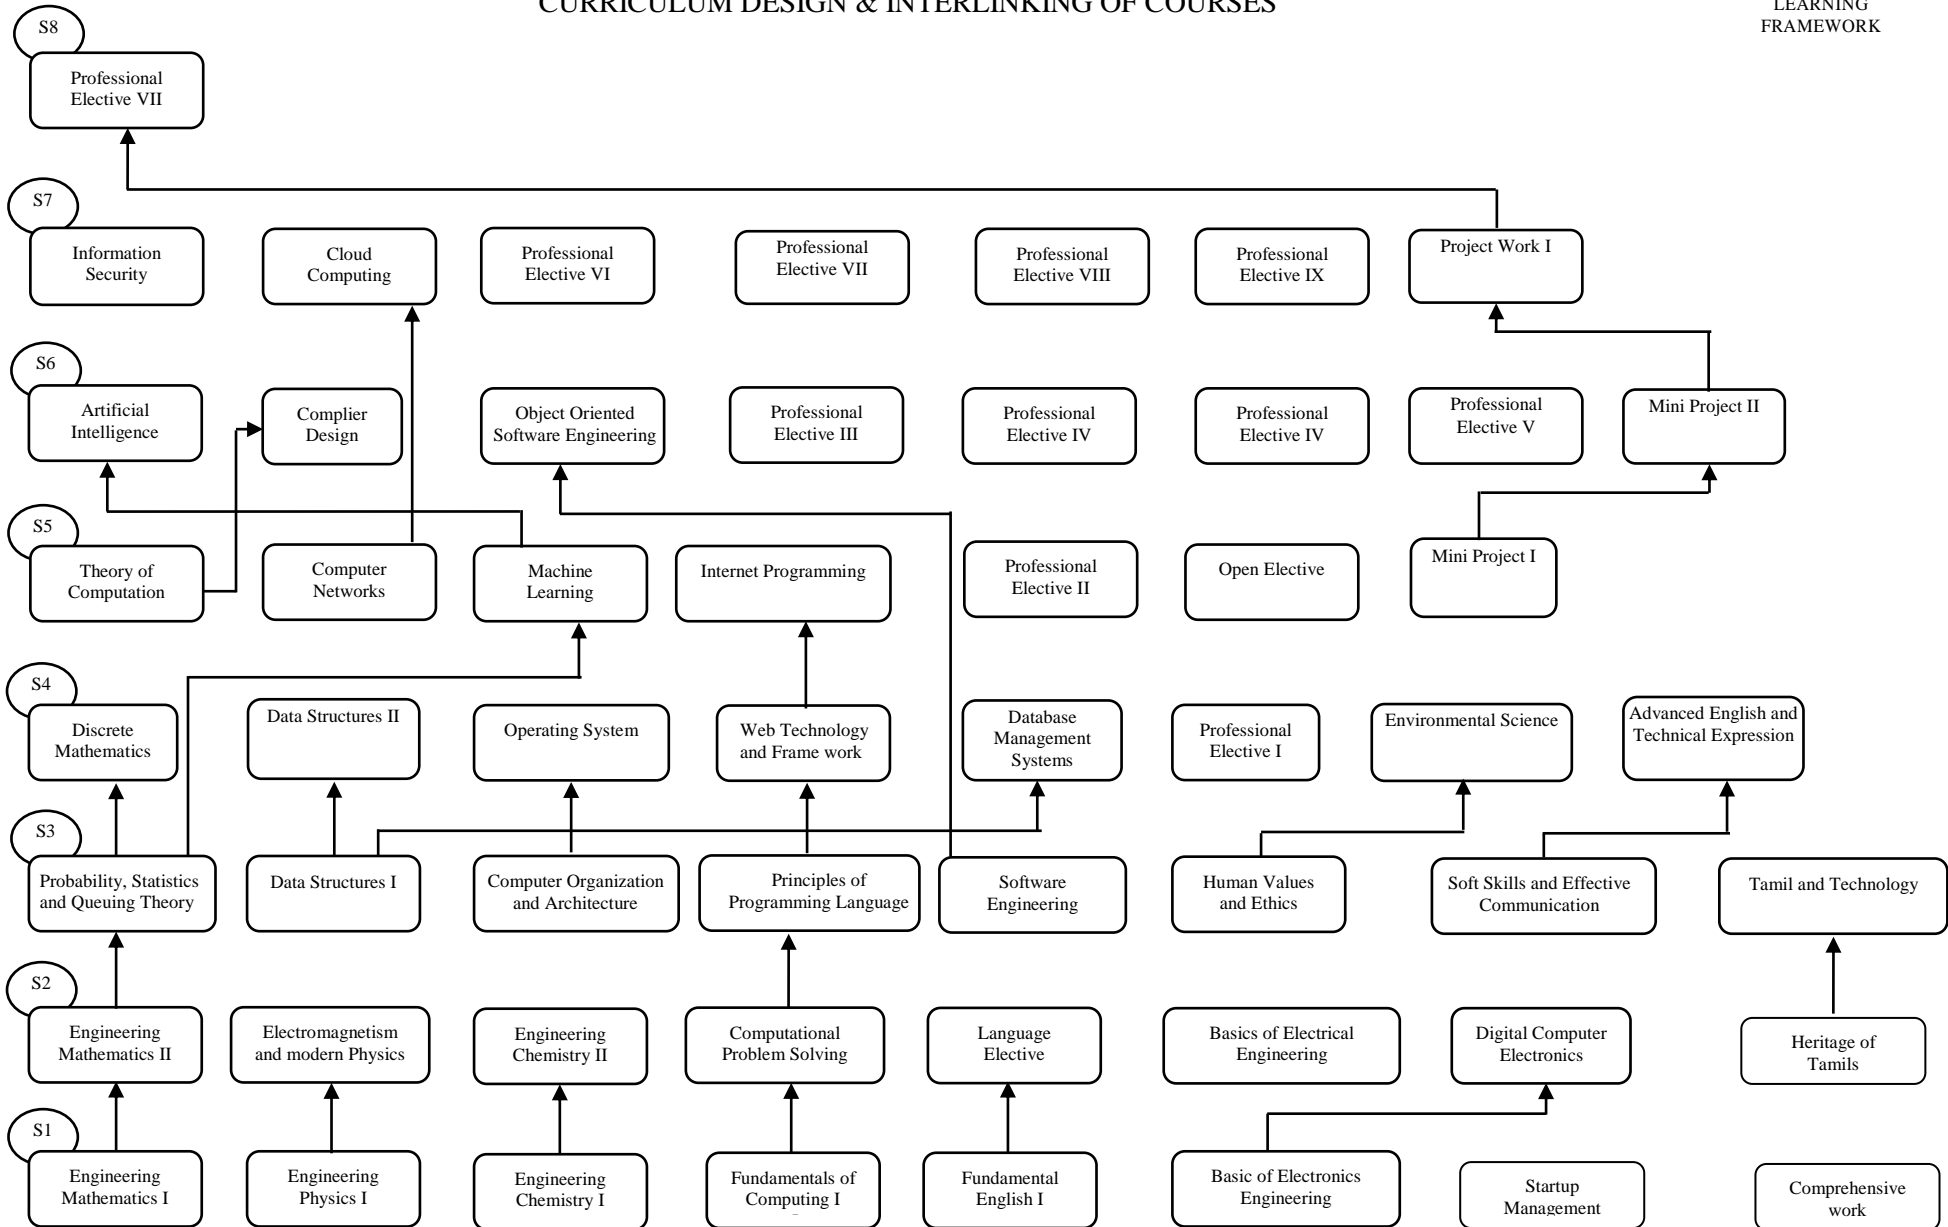 CURRICULUM DESIGN & INTERLINKING OF COURSES
LEARNING
FRAMEWORK
S8
Professional
Elective VII
S7
Information
Security
Cloud
Computing
Professional
Elective VI
Professional
Elective VII
Professional
Elective VIII
Professional
Elective IX
Project Work I
S6
Artificial
Intelligence
Complier
Design
Object Oriented
Software Engineering
Professional
Elective III
Professional
Elective IV
Professional
Elective IV
Professional
Elective V
Mini Project II
S5
Theory of
Computation
Computer
Networks
Machine
Learning
Internet Programming
Professional
Elective II
Open Elective
Mini Project I
S4
Discrete
Mathematics
Data Structures II
Operating System
Web Technology
and Frame work
Database
Management
Systems
Professional
Elective I
Environmental Science
Advanced English and
Technical Expression
S3
Probability, Statistics
and Queuing Theory
Data Structures I
Computer Organization
and Architecture
Principles of
Programming Language
Software
Engineering
Human Values
and Ethics
Soft Skills and Effective
Communication
Tamil and Technology
S2
Engineering
Mathematics II
Electromagnetism
and modern Physics
Engineering
Chemistry II
Computational
Problem Solving
Language
Elective
Basics of Electrical
Engineering
Digital Computer
Electronics
Heritage of
Tamils
S1
Engineering
Mathematics I
Engineering
Physics I
Engineering
Chemistry I
Fundamentals of
Computing I
Fundamental
English I
Basic of Electronics
Engineering
Startup
Management
Comprehensive
work